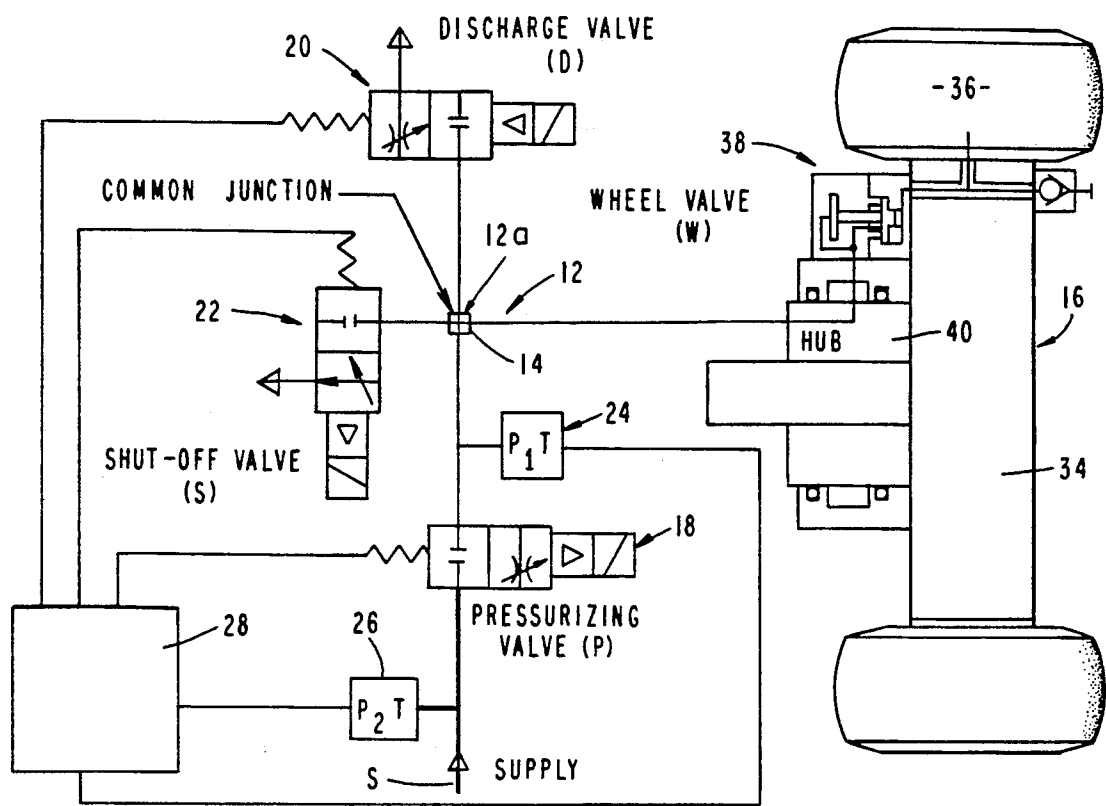 DISCHARGE VALVE
(D)
20
-36-
38
COMMON JUNCTION
WHEEL VALVE
(W)
12a
12
22
14
16
HUB
40
24
P1T
SHUT-OFF VALVE
(S)
34
18
PRESSURIZING
VALVE (P)
28
26
P2T
S
SUPPLY